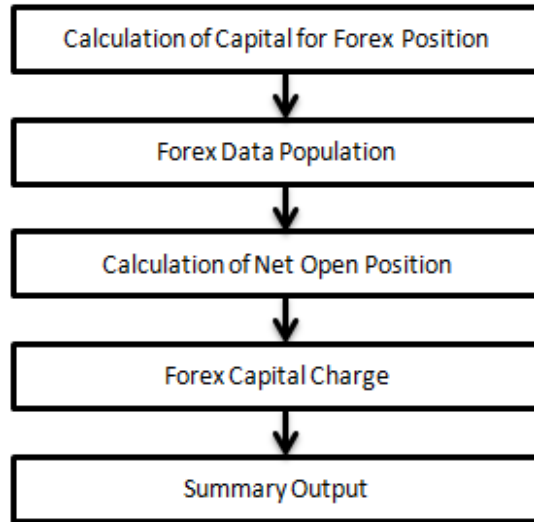 Calculation of Capital for Forex Position
Forex Data Population
Calculation of Net Open Position
Forex Capital Charge
Summary Output